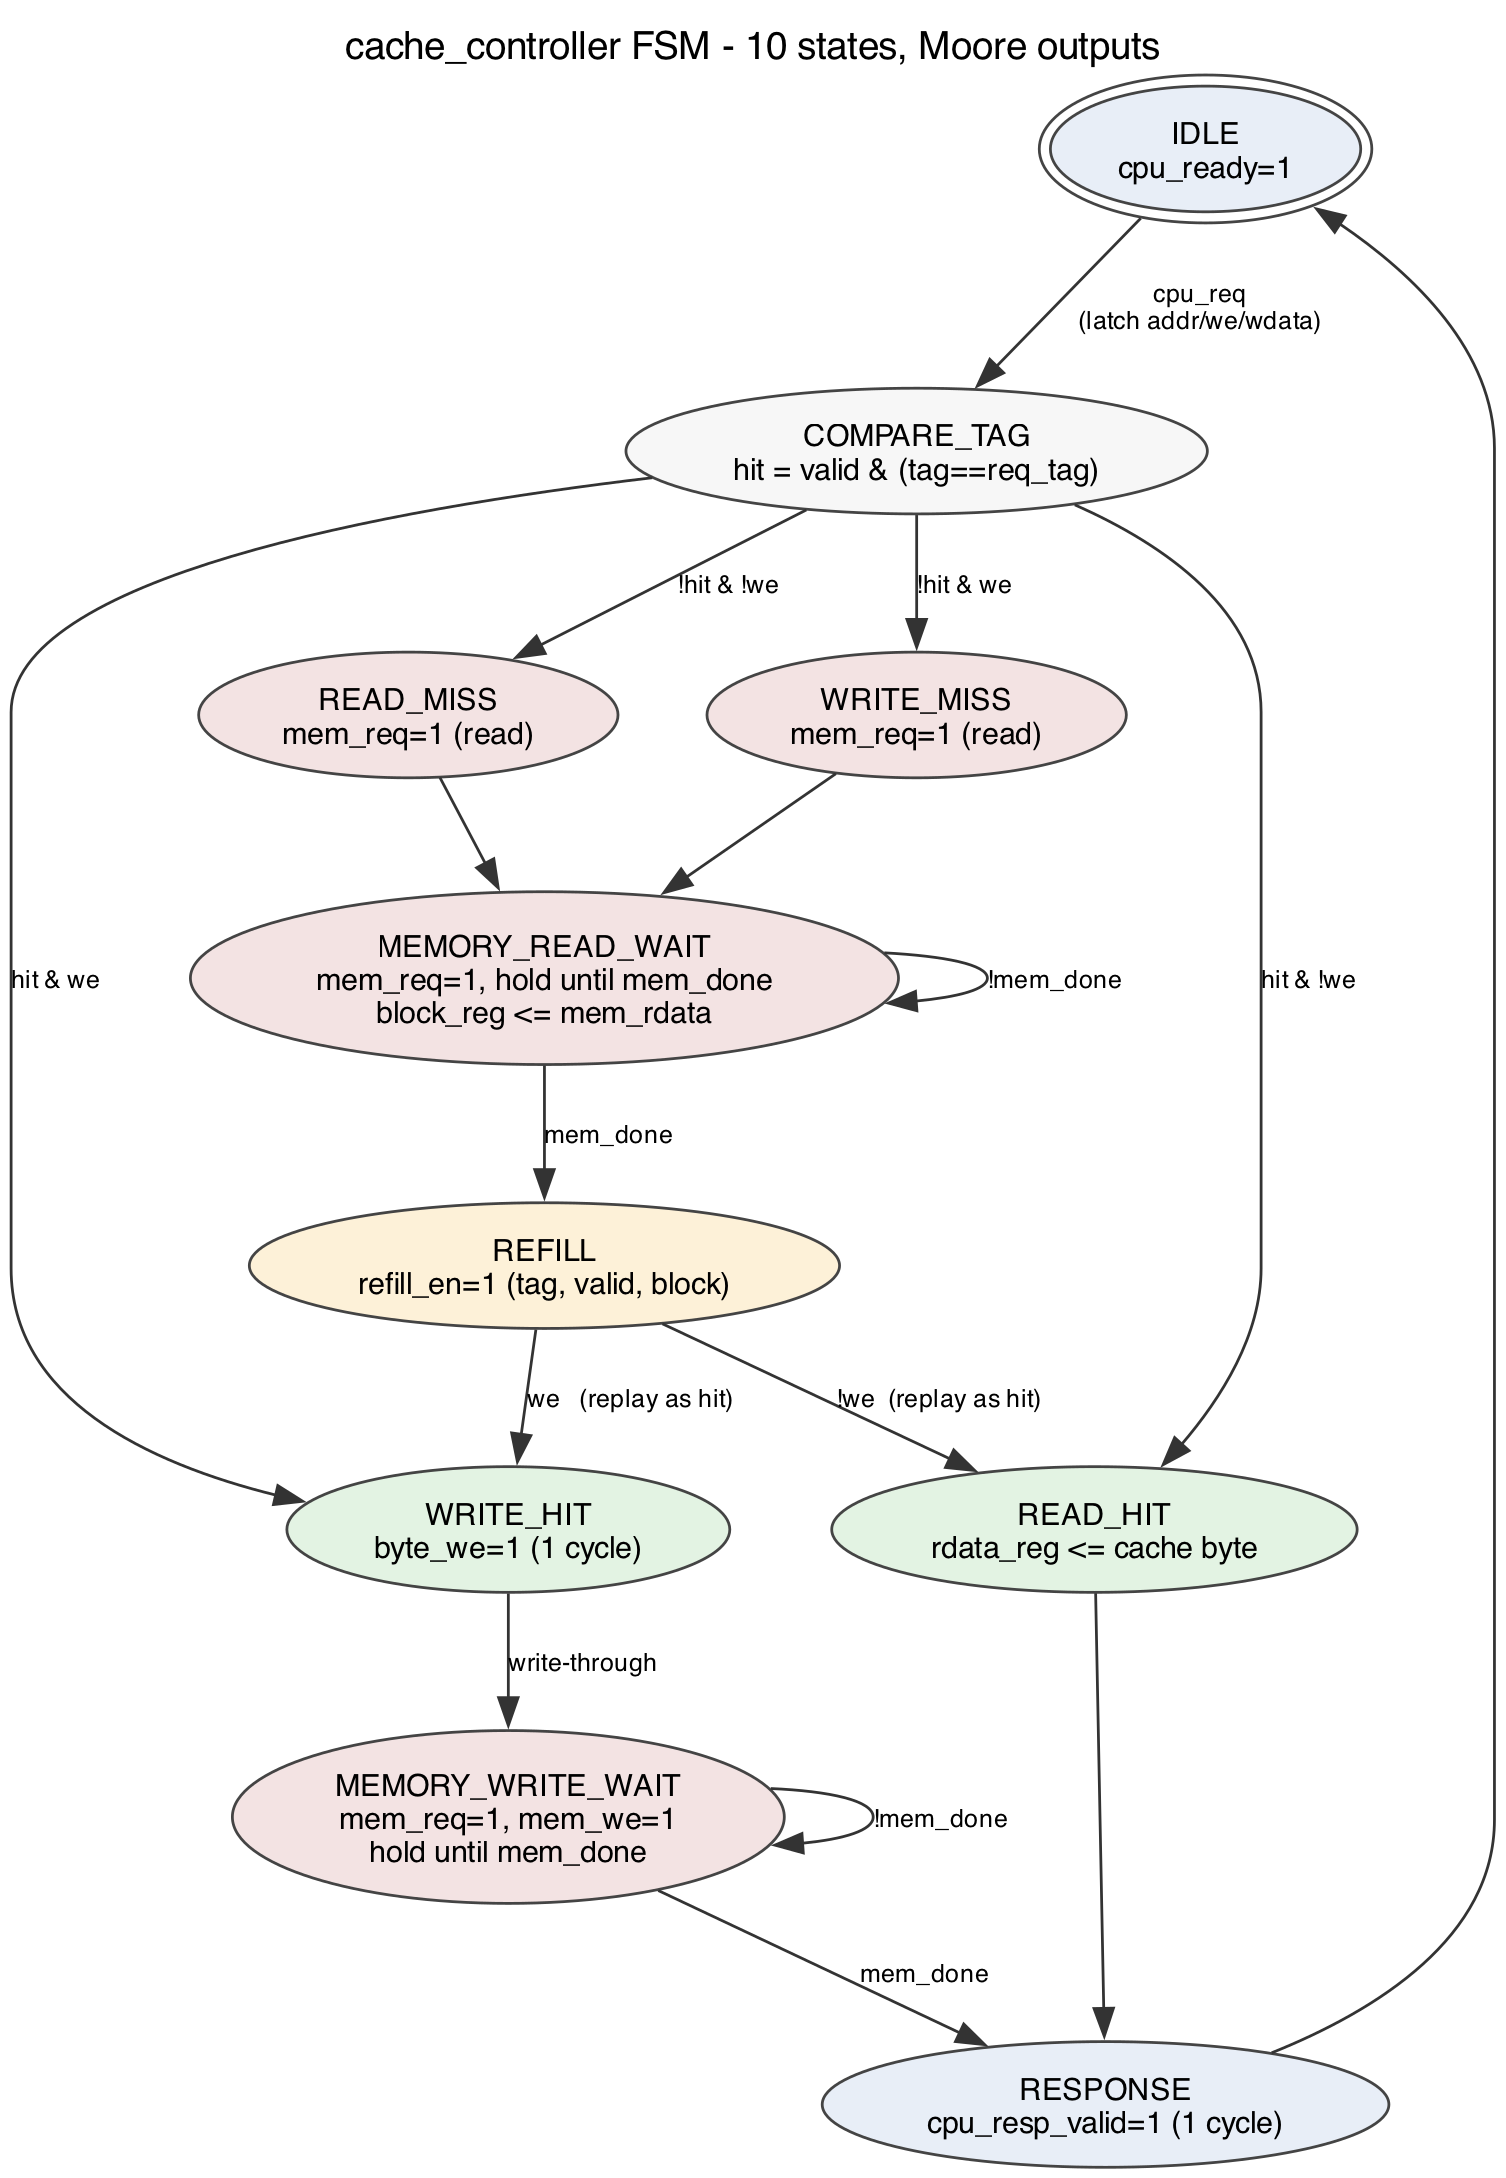 cache_controller FSM - 10 states, Moore outputs
IDLE
cpu_ready=1
cpu_req
(latch addr/we/wdata)
COMPARE_TAG
hit = valid & (tag==req_tag)
!hit & !we
!hit & we
READ_MISS
mem_req=1 (read)
WRITE_MISS
mem_req=1 (read)
hit & we
MEMORY_READ_WAIT
mem_req=1, hold until mem_done
block_reg <= mem_rdata
!mem_done
hit & !we
mem_done
REFILL
refill_en=1 (tag, valid, block)
we   (replay as hit)
!we  (replay as hit)
WRITE_HIT
byte_we=1 (1 cycle)
READ_HIT
rdata_reg <= cache byte
write-through
MEMORY_WRITE_WAIT
mem_req=1, mem_we=1
hold until mem_done
!mem_done
mem_done
RESPONSE
cpu_resp_valid=1 (1 cycle)